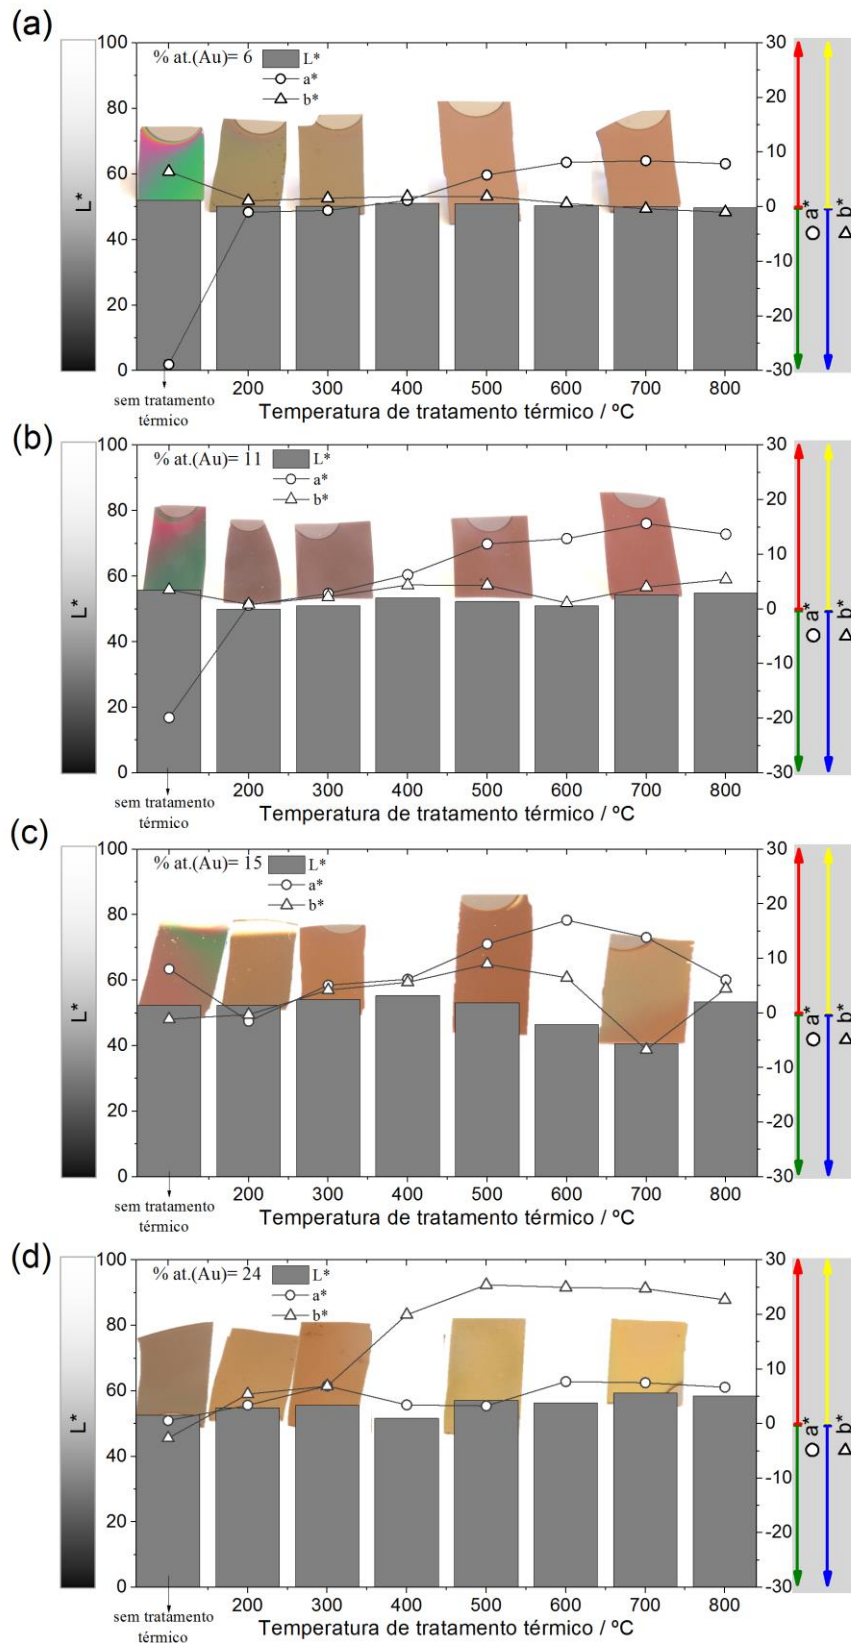 (a)
% at.(Au)= 6
L*
a*
b*
100
80
60
40
20
0
30
20
10
0
-10
-20
-30
L*
a*
b*
200 300 400 500 600 700 800
sem tratamento
térmico
Temperatura de tratamento térmico / ºC
(b)
% at.(Au)= 11
L*
a*
b*
100
80
60
40
20
0
30
20
10
0
-10
-20
-30
L*
a*
b*
200 300 400 500 600 700 800
sem tratamento
térmico
Temperatura de tratamento térmico / ºC
(c)
% at.(Au)= 15
L*
a*
b*
100
80
60
40
20
0
30
20
10
0
-10
-20
-30
L*
a*
b*
200 300 400 500 600 700 800
sem tratamento
térmico
Temperatura de tratamento térmico / ºC
(d)
% at.(Au)= 24
L*
a*
b*
100
80
60
40
20
0
30
20
10
0
-10
-20
-30
L*
a*
b*
200 300 400 500 600 700 800
sem tratamento
térmico
Temperatura de tratamento térmico / ºC